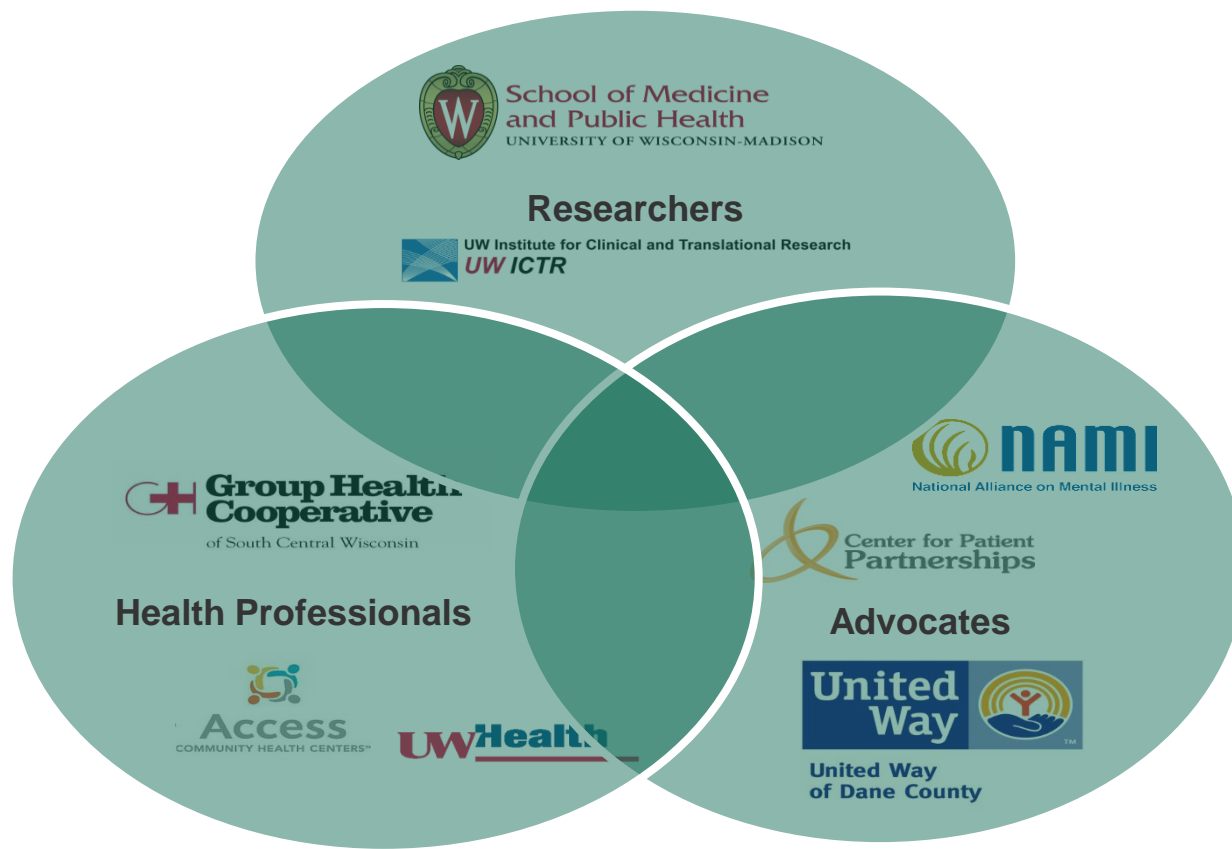 W
School of Medicine
and Public Health
UNIVERSITY OF WISCONSIN-MADISON
Researchers
UW Institute for Clinical and Translational Research
UW ICTR
Group Health
Cooperative
of South Central Wisconsin
Health Professionals
Access
COMMUNITY HEALTH CENTERS℠
UWHealth
NAMI
National Alliance on Mental Illness
Center for Patient
Partnerships
Advocates
United
Way
TM
United Way
of Dane County